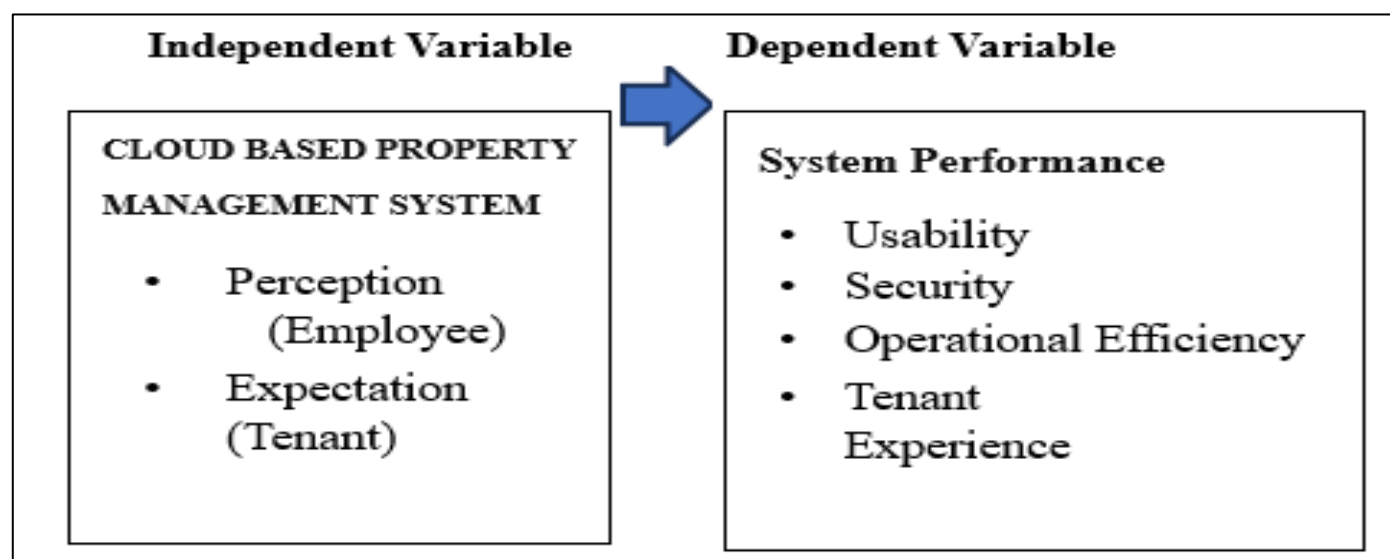 Independent Variable
Dependent Variable
CLOUD BASED PROPERTY
MANAGEMENT SYSTEM
• Perception
(Employee)
• Expectation
(Tenant)
System Performance
• Usability
• Security
• Operational Efficiency
• Tenant
Experience